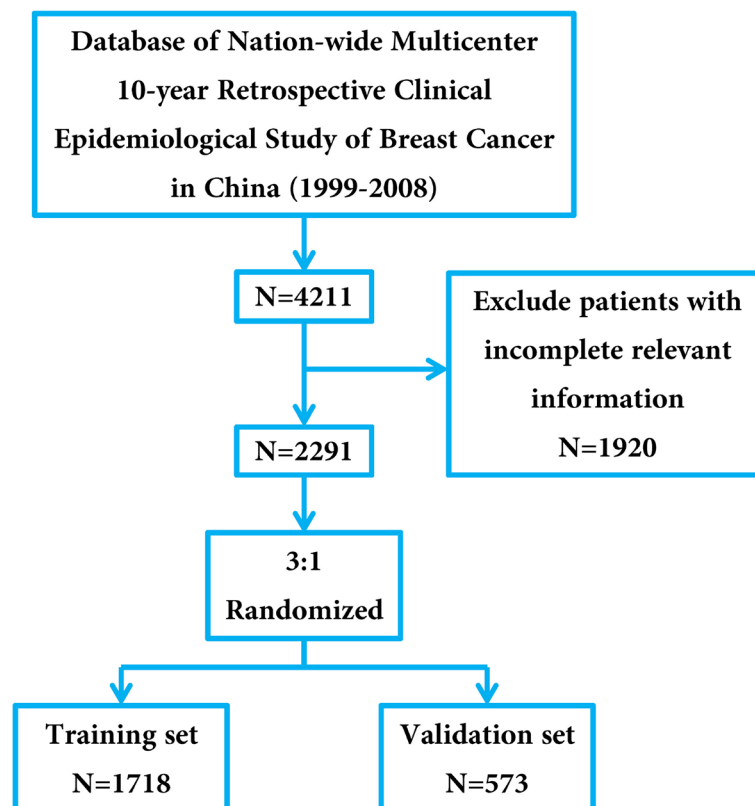 Database of Nation-wide Multicenter
10-year Retrospective Clinical
Epidemiological Study of Breast Cancer
in China (1999-2008)
N=4211
Exclude patients with
incomplete relevant
information
N=1920
N=2291
3:1
Randomized
Training set
N=1718
Validation set
N=573